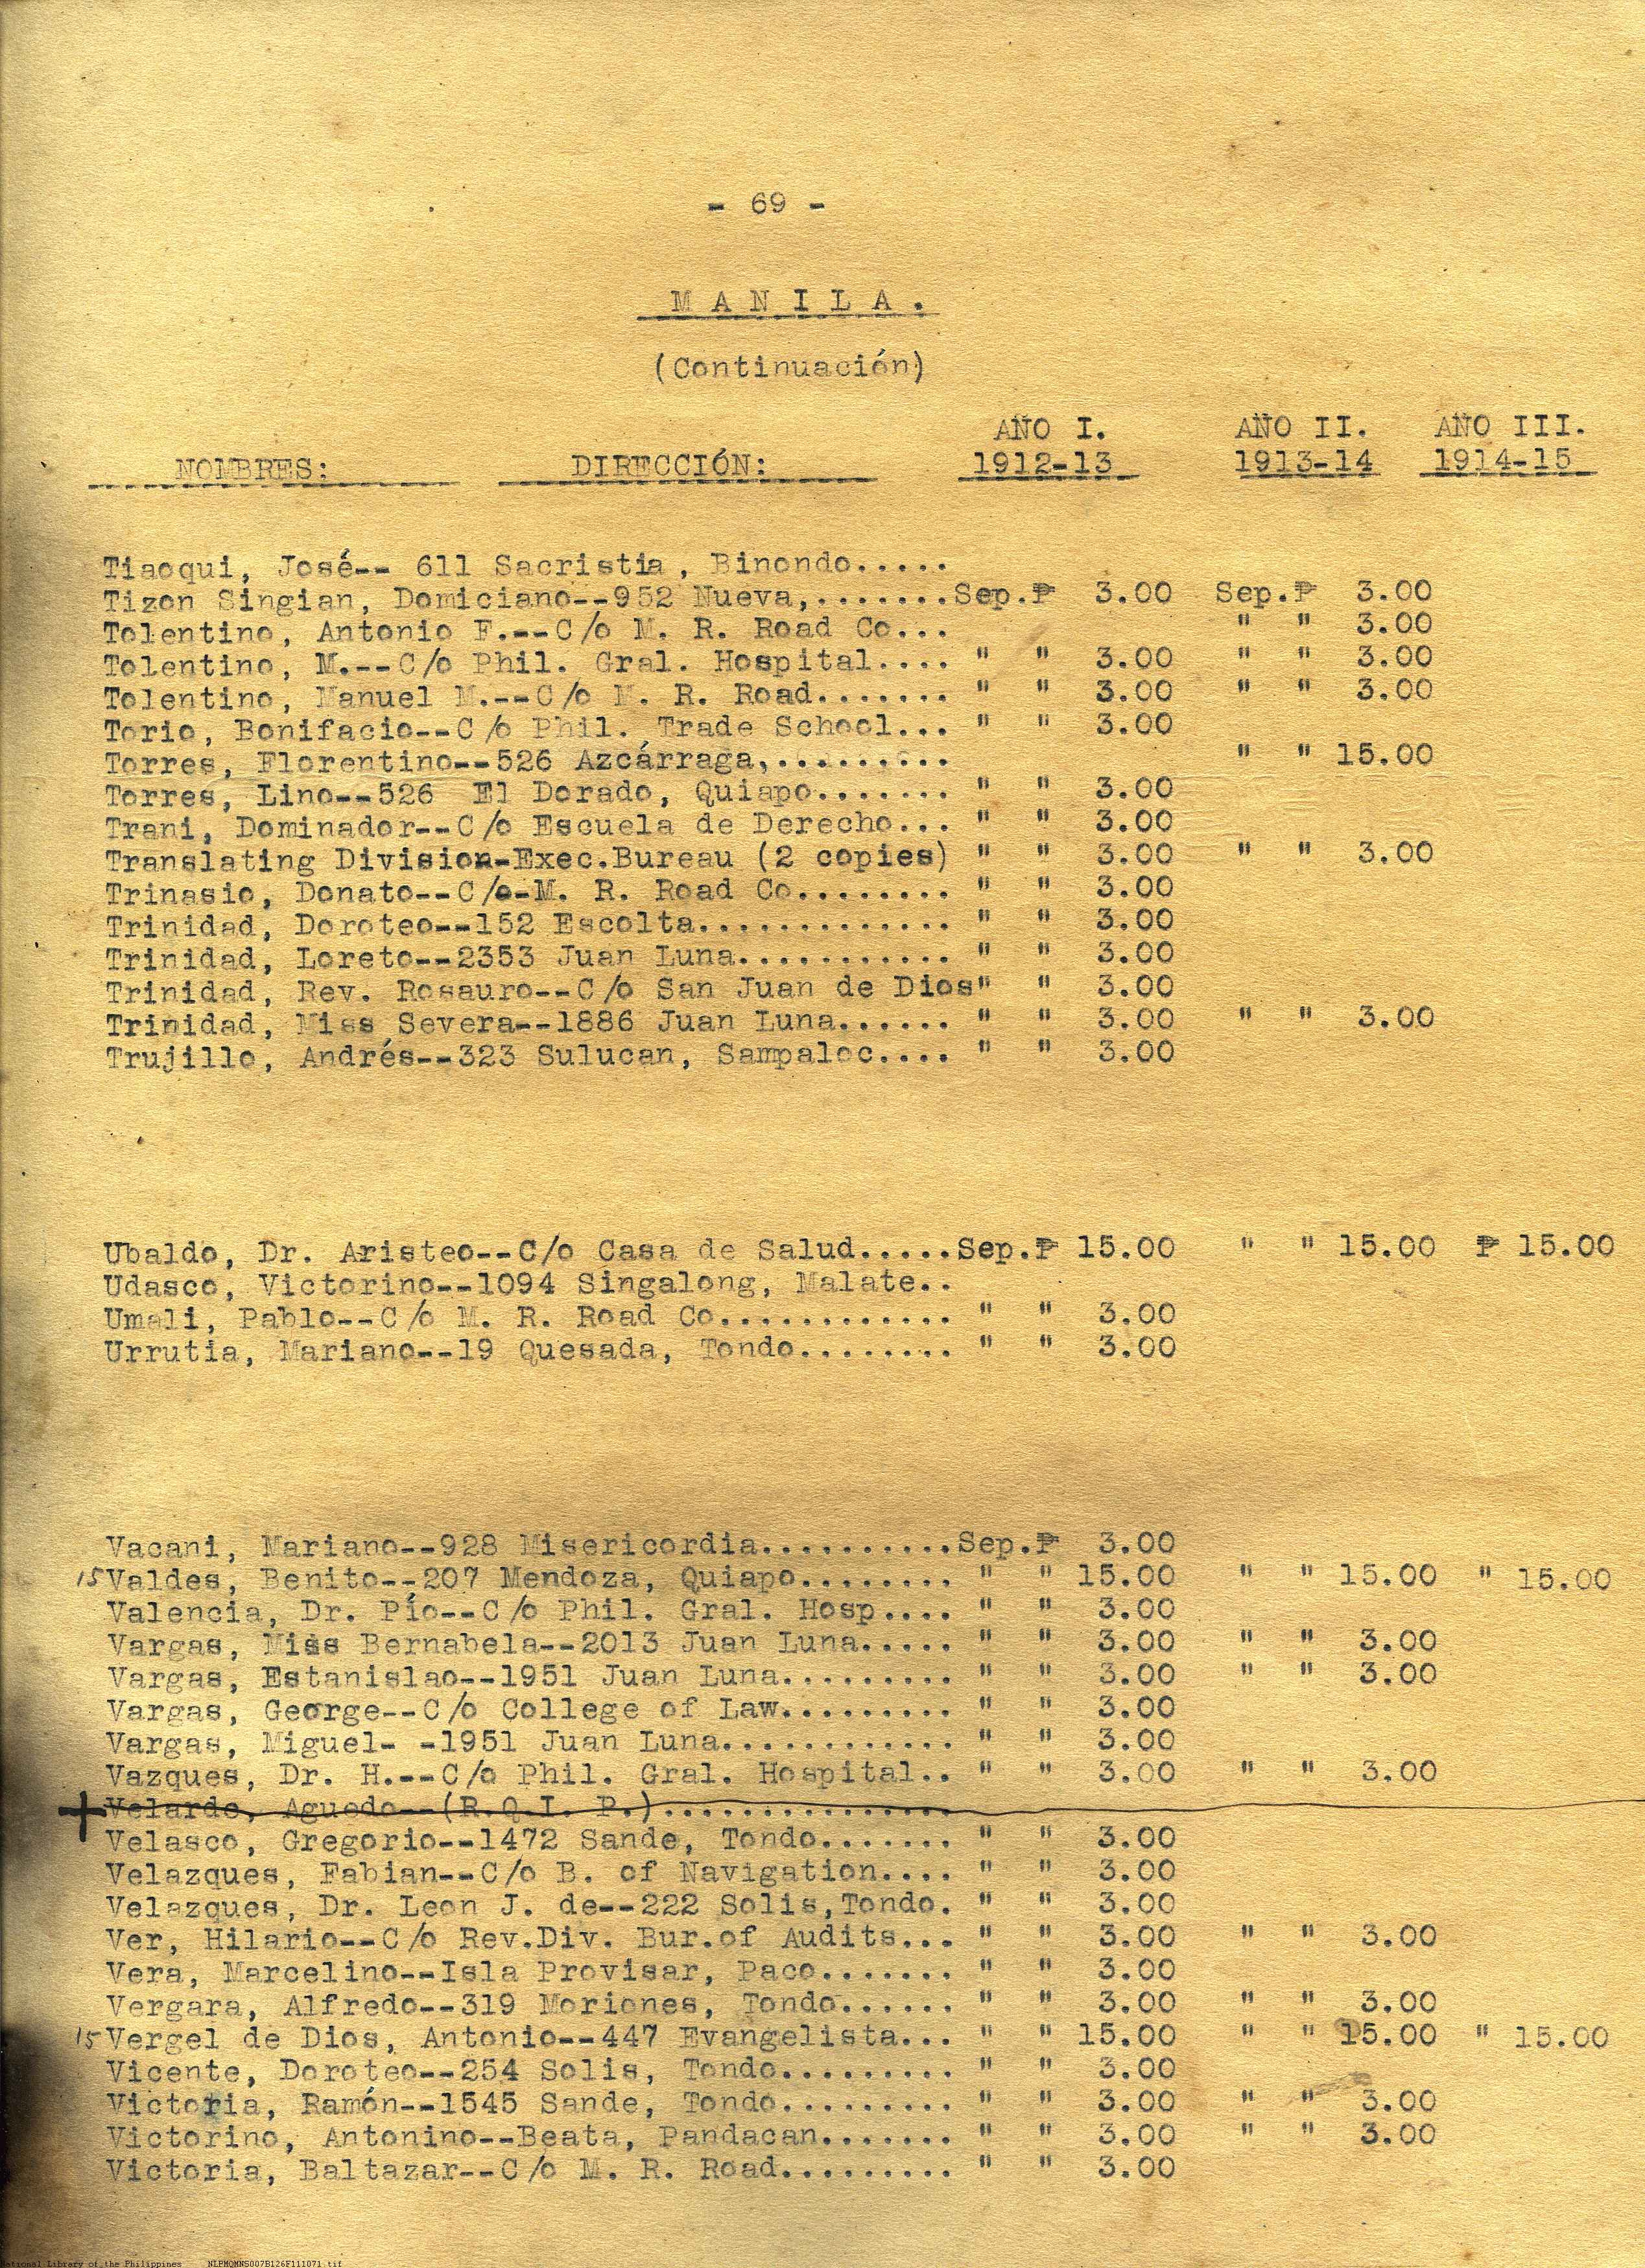 - 69 -
M A N I L A .
(Continuación)
AÑO I. AÑO II. AÑO III.
NOMBRES: DIRECCIÓN: 1912-13 1913-14 1914-15
Tiaoqui, José-- 611 Sacristia, Binondo.....
Tizon Singian, Domiciano--952 Nueva,.......Sep.₱ 3.00 Sep.₱ 3.00
Tolentino, Antonio F.--C/o M. R. Road Co... " " 3.00
Tolentino, M.--C/o Phil. Gral. Hospital.... " " 3.00 " " 3.00
Tolentino, Manuel M.--C/o M. R. Road....... " " 3.00 " " 3.00
Torio, Bonifacio--C/o Phil. Trade School... " " 3.00
Torres, Florentino--526 Azcárraga,......... " " 15.00
Torres, Lino--526 El Dorado, Quiapo....... " " 3.00
Trani, Dominador--C/o Escuela de Derecho... " " 3.00
Translating Division-Exec.Bureau (2 copies) " " 3.00 " " 3.00
Trinasio, Donato--C/o-M. R. Road Co........ " " 3.00
Trinidad, Doroteo--152 Escolta............. " " 3.00
Trinidad, Loreto--2353 Juan Luna........... " " 3.00
Trinidad, Rev. Rosauro--C/o San Juan de Dios" " 3.00
Trinidad, Miss Severa--1886 Juan Luna...... " " 3.00 " " 3.00
Trujillo, Andrés--323 Sulucan, Sampaloc.... " " 3.00
Ubaldo, Dr. Aristeo--C/o Casa de Salud.....Sep.₱ 15.00 " " 15.00 ₱ 15.00
Udasco, Victorino--1094 Singalong, Malate..
Umali, Pablo--C/o M. R. Road Co............ " " 3.00
Urrutia, Mariano--19 Quesada, Tondo........ " " 3.00
Vacani, Mariano--928 Misericordia..........Sep.₱ 3.00
15 Valdes, Benito--207 Mendoza, Quiapo........ " " 15.00 " " 15.00 " 15.00
Valencia, Dr. Pío--C/o Phil. Gral. Hosp.... " " 3.00
Vargas, Miss Bernabela--2013 Juan Luna..... " " 3.00 " " 3.00
Vargas, Estanislao--1951 Juan Luna......... " " 3.00 " " 3.00
Vargas, George--C/o College of Law......... " " 3.00
Vargas, Miguel- -1951 Juan Luna............ " " 3.00
Vazques, Dr. H.--C/o Phil. Gral. Hospital.. " " 3.00 " " 3.00
Velarde, Aguedo--(R.Q.I. P.)...............
Velasco, Gregorio--1472 Sande, Tondo....... " " 3.00
Velazques, Fabian--C/o B. of Navigation.... " " 3.00
Velazques, Dr. Leon J. de--222 Solis,Tondo. " " 3.00
Ver, Hilario--C/o Rev.Div. Bur.of Audits... " " 3.00 " " 3.00
Vera, Marcelino--Isla Provisar, Paco....... " " 3.00
Vergara, Alfredo--319 Moriones, Tondo...... " " 3.00 " " 3.00
15 Vergel de Dios, Antonio--447 Evangelista... " " 15.00 " " 15.00 " 15.00
Vicente, Doroteo--254 Solis, Tondo......... " " 3.00
Victoria, Ramón--1545 Sande, Tondo......... " " 3.00 " " 3.00
Victorino, Antonino--Beata, Pandacan....... " " 3.00 " " 3.00
Victoria, Baltazar--C/o M. R. Road......... " " 3.00
National Library of the Philippines NLPMQMNS007B126F111071.tif